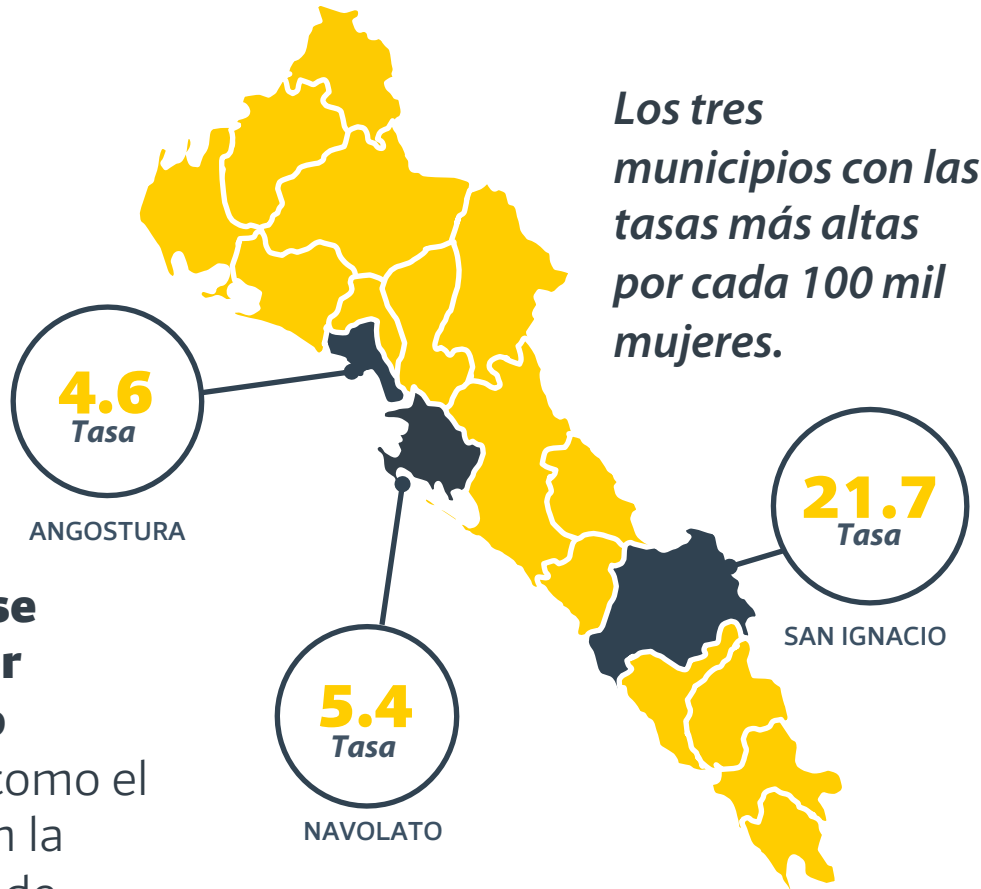 Los tres
municipios con las
tasas más altas
por cada 100 mil
mujeres.
4.6
Tasa
ANGOSTURA
21.7
Tasa
SAN IGNACIO
5.4
Tasa
NAVOLATO
se
r
como el
la
de